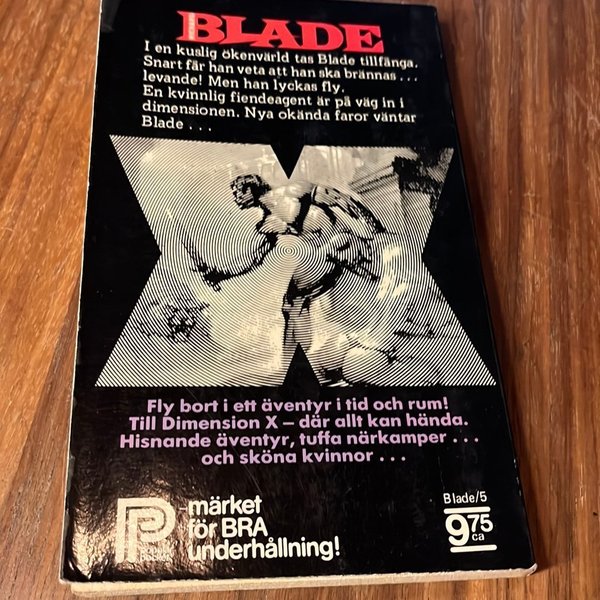 BLADE
I en kuslig ökenvärld tas Blade tillfånga.
Snart får han veta att han ska brännas . . .
levande! Men han lyckas fly.
En kvinnlig fiendeagent är på väg in i
dimensionen. Nya okända faror väntar
Blade . . .
Fly bort i ett äventyr i tid och rum!
Till Dimension X – där allt kan hända.
Hisnande äventyr, tuffa närkamper . . .
och sköna kvinnor . . .
märket
för BRA
underhållning!
Blade/5
9.75
ca